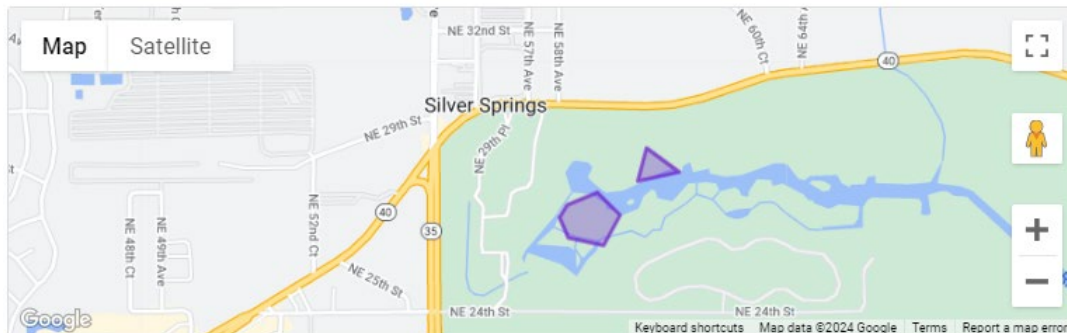 Map
Satellite
NE 32nd St
NE 57th Ave
NE 58th Ave
NE 60th Ct
NE 64th A
40
Silver Springs
NE 29th St
NE 29th Pl
NE 52nd Ct
NE 48th Ct
NE 49th Ave
40
35
NE 25th St
NE 24th St
NE 24th St
Google
Keyboard shortcuts
Map data ©2024 Google
Terms
Report a map error